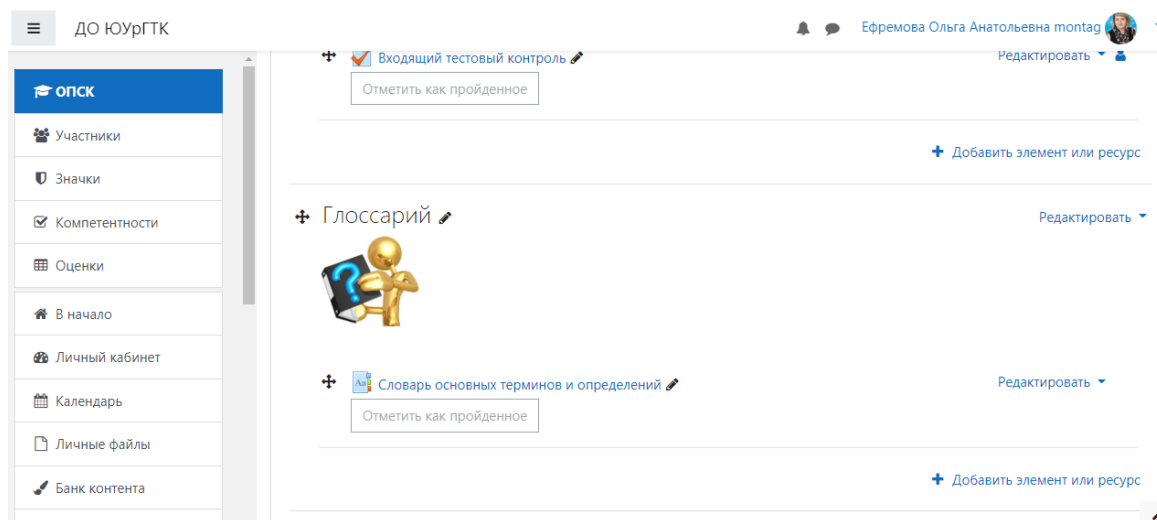 ДО ЮУрГТК
Ефремова Ольга Анатольевна montag
ОПСК
Участники
Значки
Компетентности
Оценки
В начало
Личный кабинет
Календарь
Личные файлы
Банк контента
Входящий тестовый контроль
Редактировать
Отметить как пройденное
Добавить элемент или ресурс
Глоссарий
Редактировать
?
Aa
Словарь основных терминов и определений
Редактировать
Отметить как пройденное
Добавить элемент или ресурс